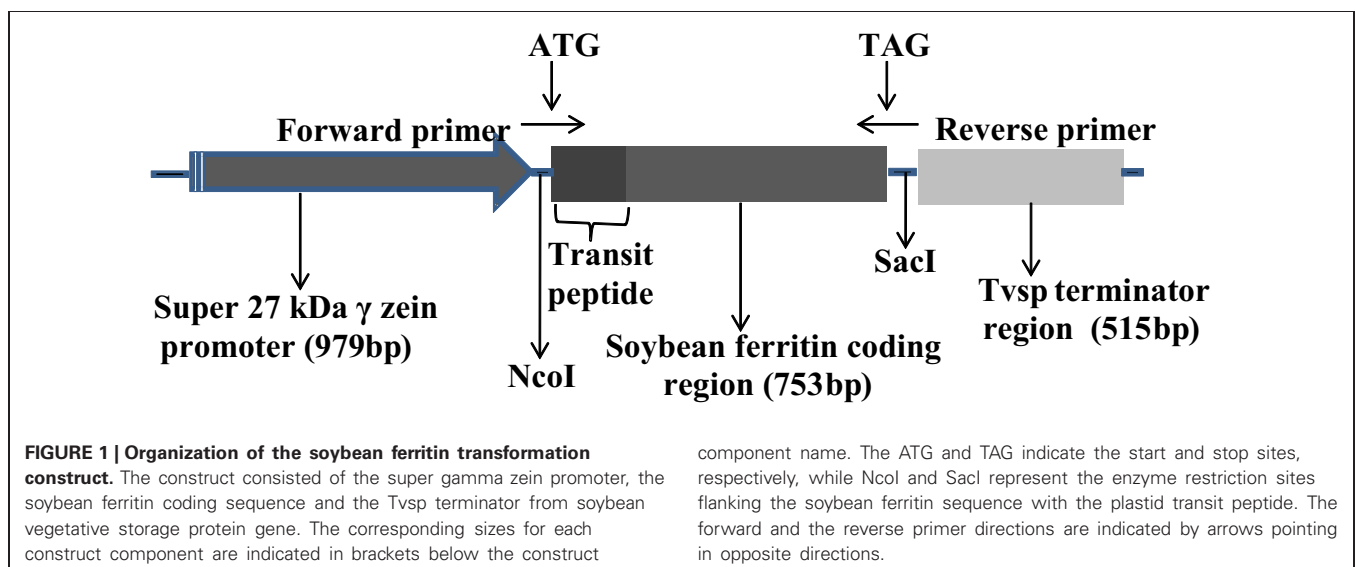 ATG
TAG
Forward primer
Reverse primer
Transit
peptide
SacI
Super 27 kDa γ zein
promoter (979bp)
NcoI
Soybean ferritin coding
region (753bp)
Tvsp terminator
region (515bp)
FIGURE 1 | Organization of the soybean ferritin transformation
construct. The construct consisted of the super gamma zein promoter, the
soybean ferritin coding sequence and the Tvsp terminator from soybean
vegetative storage protein gene. The corresponding sizes for each
construct component are indicated in brackets below the construct
component name. The ATG and TAG indicate the start and stop sites,
respectively, while NcoI and SacI represent the enzyme restriction sites
flanking the soybean ferritin sequence with the plastid transit peptide. The
forward and the reverse primer directions are indicated by arrows pointing
in opposite directions.